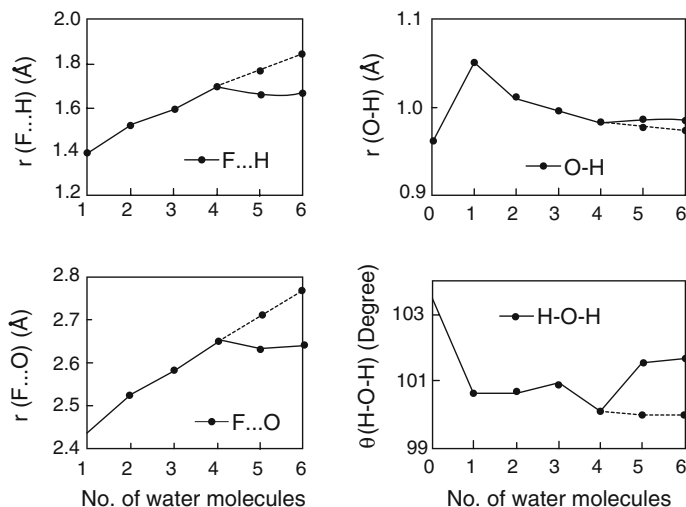 r (F...H) (Å)
2.0
1.8
1.6
1.4
1.2
1 2 3 4 5 6
F...H
r (O-H) (Å)
1.1
1.0
0.9
0 1 2 3 4 5 6
O-H
r (F...O) (Å)
2.8
2.7
2.6
2.5
2.4
1 2 3 4 5 6
F...O
No. of water molecules
θ(H-O-H) (Degree)
103
101
99
0 1 2 3 4 5 6
H-O-H
No. of water molecules